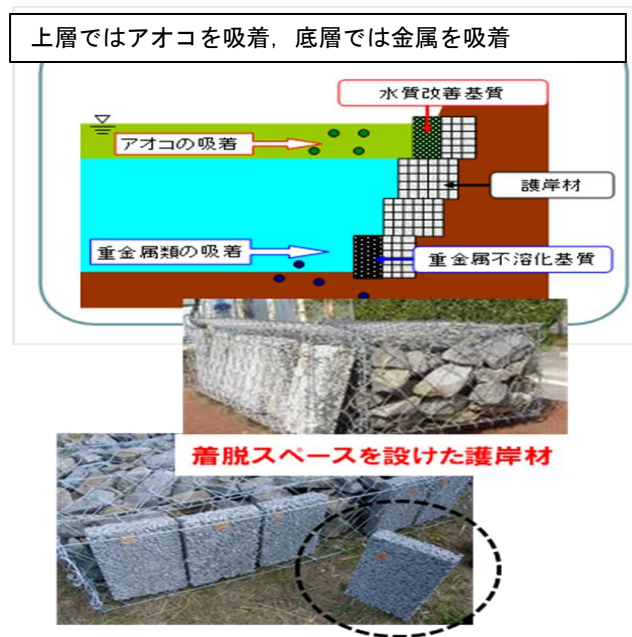 上層ではアオコを吸着，底層では金属を吸着
水質改善基質
アオコの吸着
護岸材
重金属類の吸着
重金属不溶化基質
着脱スペースを設けた護岸材